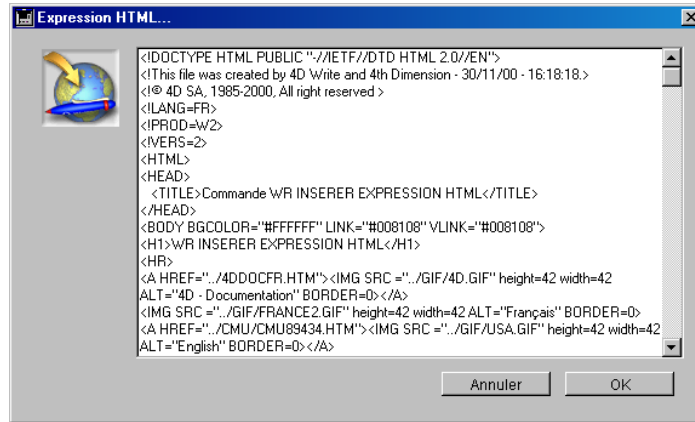 Expression HTML...
<!DOCTYPE HTML PUBLIC "-//IETF//DTD HTML 2.0//EN">
<!This file was created by 4D Write and 4th Dimension - 30/11/00 - 16:18:18.>
<!© 4D SA, 1985-2000, All right reserved >
<!LANG=FR>
<!PROD=W2>
<!VERS=2>
<HTML>
<HEAD>
<TITLE>Commande WR INSERER EXPRESSION HTML</TITLE>
</HEAD>
<BODY BGCOLOR="#FFFFFF" LINK="#008108" VLINK="#008108">
<H1>WR INSERER EXPRESSION HTML</H1>
<HR>
<A HREF="../4DDOCFR.HTM"><IMG SRC ="../GIF/4D.GIF" height=42 width=42
ALT="4D - Documentation" BORDER=0></A>
<IMG SRC ="../GIF/FRANCE2.GIF" height=42 width=42 ALT="Français" BORDER=0>
<A HREF="../CMU/CMU89434.HTM"><IMG SRC ="../GIF/USA.GIF" height=42 width=42
ALT="English" BORDER=0></A>
Annuler
OK